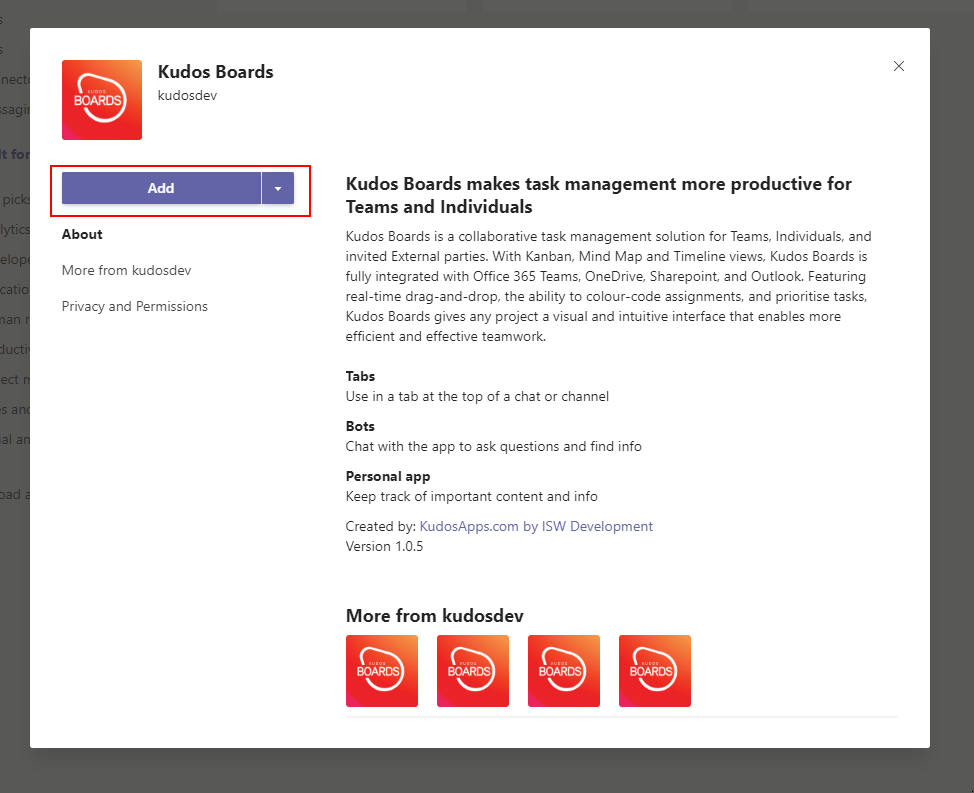 Kudos Boards
kudosdev
KUDOS
BOARDS
Add
About
More from kudosdev
Privacy and Permissions
Kudos Boards makes task management more productive for
Teams and Individuals
Kudos Boards is a collaborative task management solution for Teams, Individuals, and
invited External parties. With Kanban, Mind Map and Timeline views, Kudos Boards is
fully integrated with Office 365 Teams, OneDrive, Sharepoint, and Outlook. Featuring
real-time drag-and-drop, the ability to colour-code assignments, and prioritise tasks,
Kudos Boards gives any project a visual and intuitive interface that enables more
efficient and effective teamwork.
Tabs
Use in a tab at the top of a chat or channel
Bots
Chat with the app to ask questions and find info
Personal app
Keep track of important content and info
Created by: KudosApps.com by ISW Development
Version 1.0.5
More from kudosdev
KUDOS
BOARDS
KUDOS
BOARDS
KUDOS
BOARDS
KUDOS
BOARDS